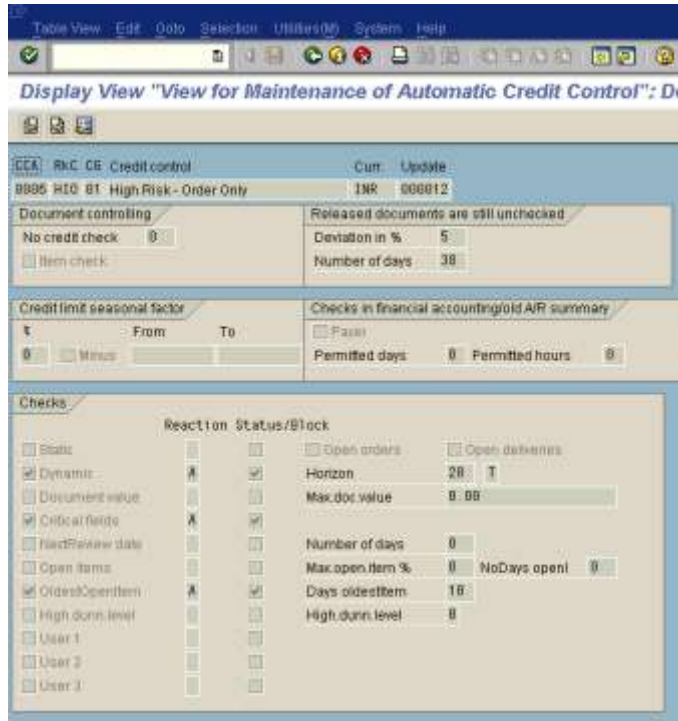 Table View Edit Goto Selection Utilities(M) System Help
Display View "View for Maintenance of Automatic Credit Control": De
CCA RkC CG Credit control Curr. Update
HIG 01 High Risk - Order Only INR 000012
Document controlling
No credit check 0
Item check
Released documents are still unchecked
Deviation in % 5
Number of days 30
Credit limit seasonal factor
% From To
0 Minus
Checks in financial accounting/old A/R summary
Payer
Permitted days 0 Permitted hours 0
Checks
Reaction Status/Block
Static Open orders Open deliveries
Dynamic A Horizon 20 T
Document value Max.doc.value 0.00
Critical fields A
NextReview date Number of days 0
Open items Max.open.item % 0 NoDays openI 0
OldestOpenItem A Days oldestItem 10
High.dunn.level High.dunn.level 0
User 1
User 2
User 3